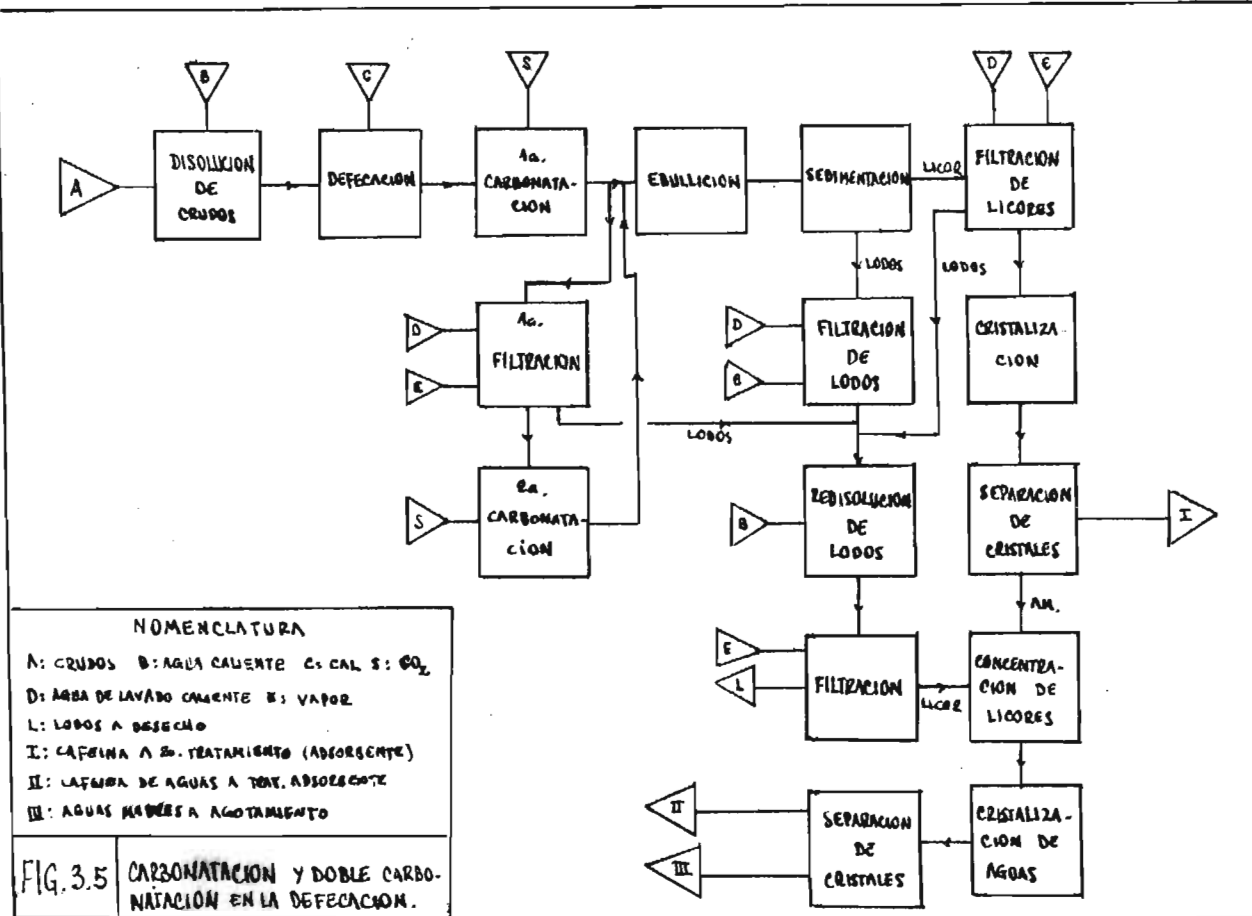 B
C
S
D
E
A
DISOLUCION
DE
CRUDOS
DEFECACION
1a.
CARBONATA-
CION
EBULLICION
SEDIMENTACION
LICOR
FILTRACION
DE
LICORES
LODOS
LODOS
D
E
1a.
FILTRACION
D
E
FILTRACION
DE
LODOS
CRISTALIZA-
CION
LODOS
S
2a.
CARBONATA-
CION
B
REDISOLUCION
DE
LODOS
SEPARACION
DE
CRISTALES
I
AM.
E
L
FILTRACION
LICOR
CONCENTRA-
CION DE
LICORES
II
III
SEPARACION
DE
CRISTALES
CRISTALIZA-
CION DE
AGUAS
NOMENCLATURA
A: CRUDOS B: AGUA CALIENTE C: CAL S: CO2
D: AGUA DE LAVADO CALIENTE E: VAPOR
L: LODOS A DESECHO
I: CAFEINA A 2o. TRATAMIENTO (ADSORBENTE)
II: CAFEINA DE AGUAS A TRAT. ADSORBENTE
III: AGUAS MADRES A AGOTAMIENTO
FIG. 3.5
CARBONATACION Y DOBLE CARBO-
NATACION EN LA DEFECACION.